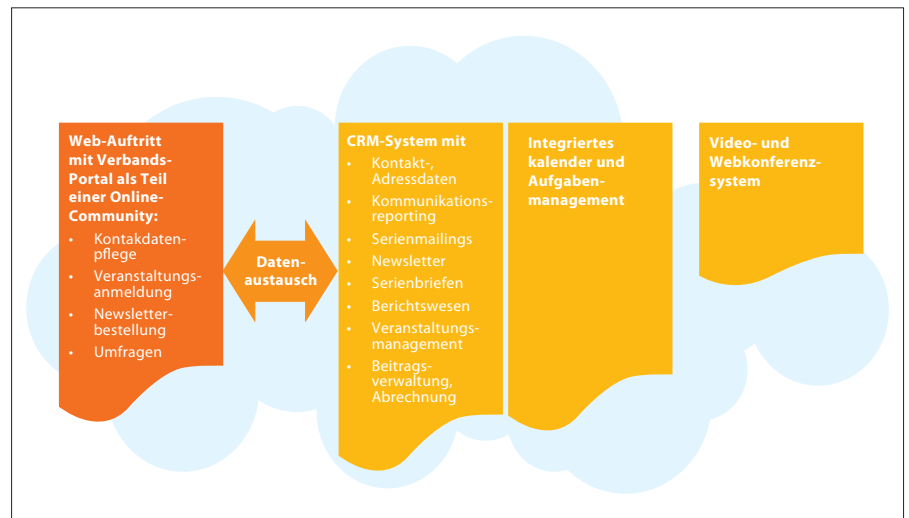 Web-Auftritt
mit Verbands-
Portal als Teil
einer Online-
Community:
• Kontakdaten-
pflege
• Veranstaltungs-
anmeldung
• Newsletter-
bestellung
• Umfragen
Daten-
austausch
CRM-System mit
• Kontakt-,
Adressdaten
• Kommunikations-
reporting
• Serienmailings
• Newsletter
• Serienbriefen
• Berichtswesen
• Veranstaltungs-
management
• Beitrags-
verwaltung,
Abrechnung
Integriertes
kalender und
Aufgaben-
management
Video- und
Webkonferenz-
system